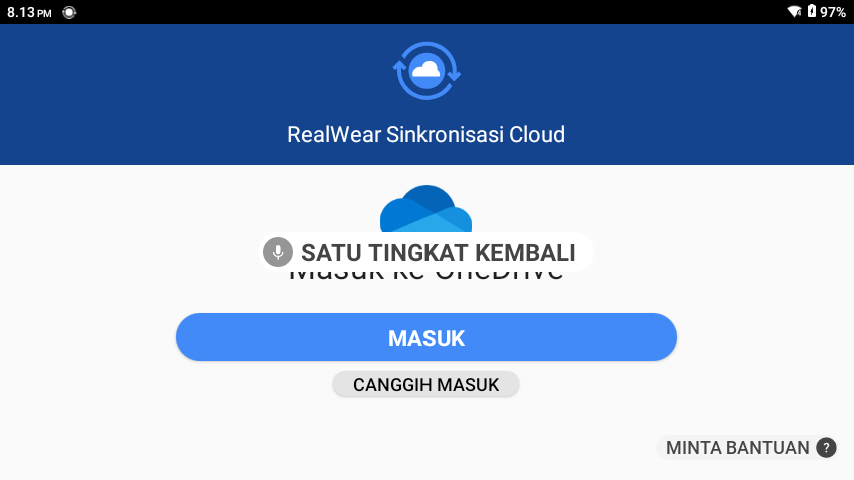 8.13 PM
97%
RealWear Sinkronisasi Cloud
SATU TINGKAT KEMBALI
Masuk ke OneDrive
MASUK
CANGGIH MASUK
MINTA BANTUAN ?